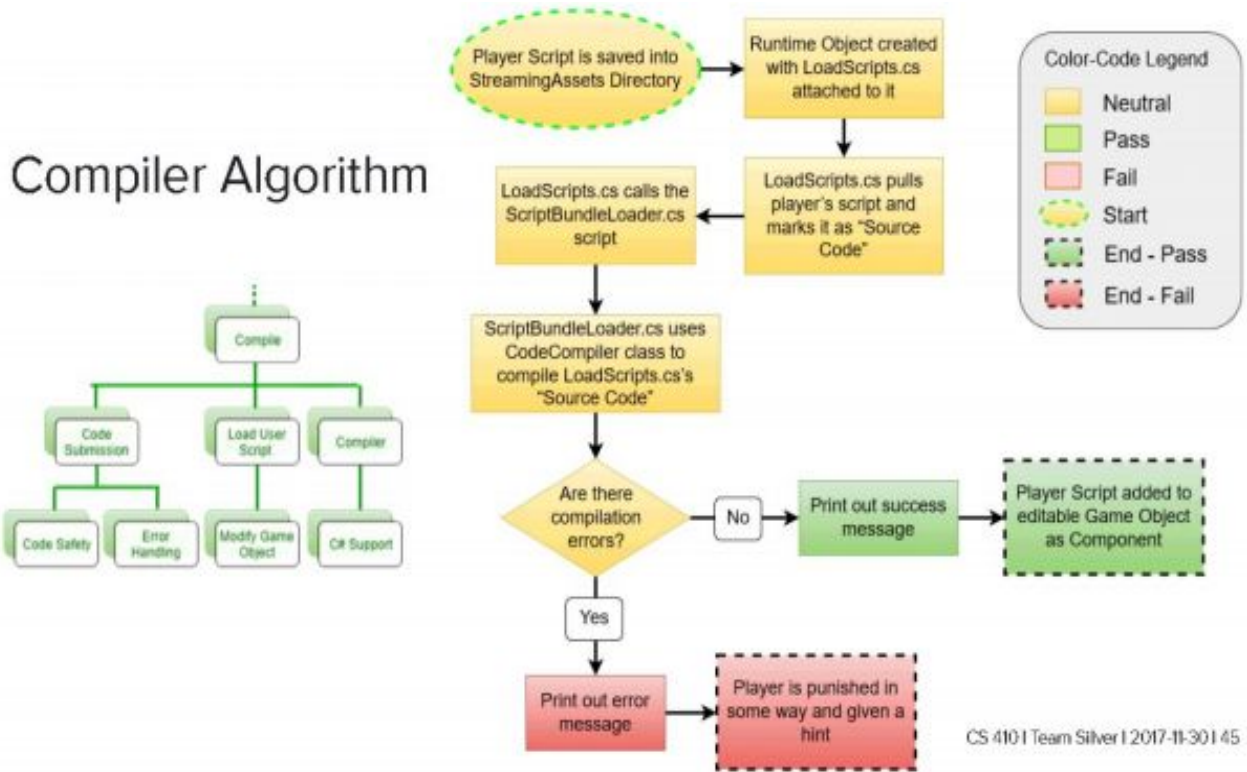 Compiler Algorithm
Player Script is saved into
StreamingAssets Directory
Runtime Object created
with LoadScripts.cs
attached to it
LoadScripts.cs pulls
player's script and
marks it as "Source
Code"
LoadScripts.cs calls the
ScriptBundleLoader.cs
script
ScriptBundleLoader.cs uses
CodeCompiler class to
compile LoadScripts.cs's
"Source Code"
Are there
compilation
errors?
No
Print out success
message
Player Script added to
editable Game Object
as Component
Yes
Print out error
message
Player is punished in
some way and given a
hint
Color-Code Legend
Neutral
Pass
Fail
Start
End - Pass
End - Fail
Compile
Code
Submission
Load User
Script
Compiler
Code Safety
Error
Handling
Modify Game
Object
C# Support
CS 410 I Team Silver I 2017-11-30 I 45